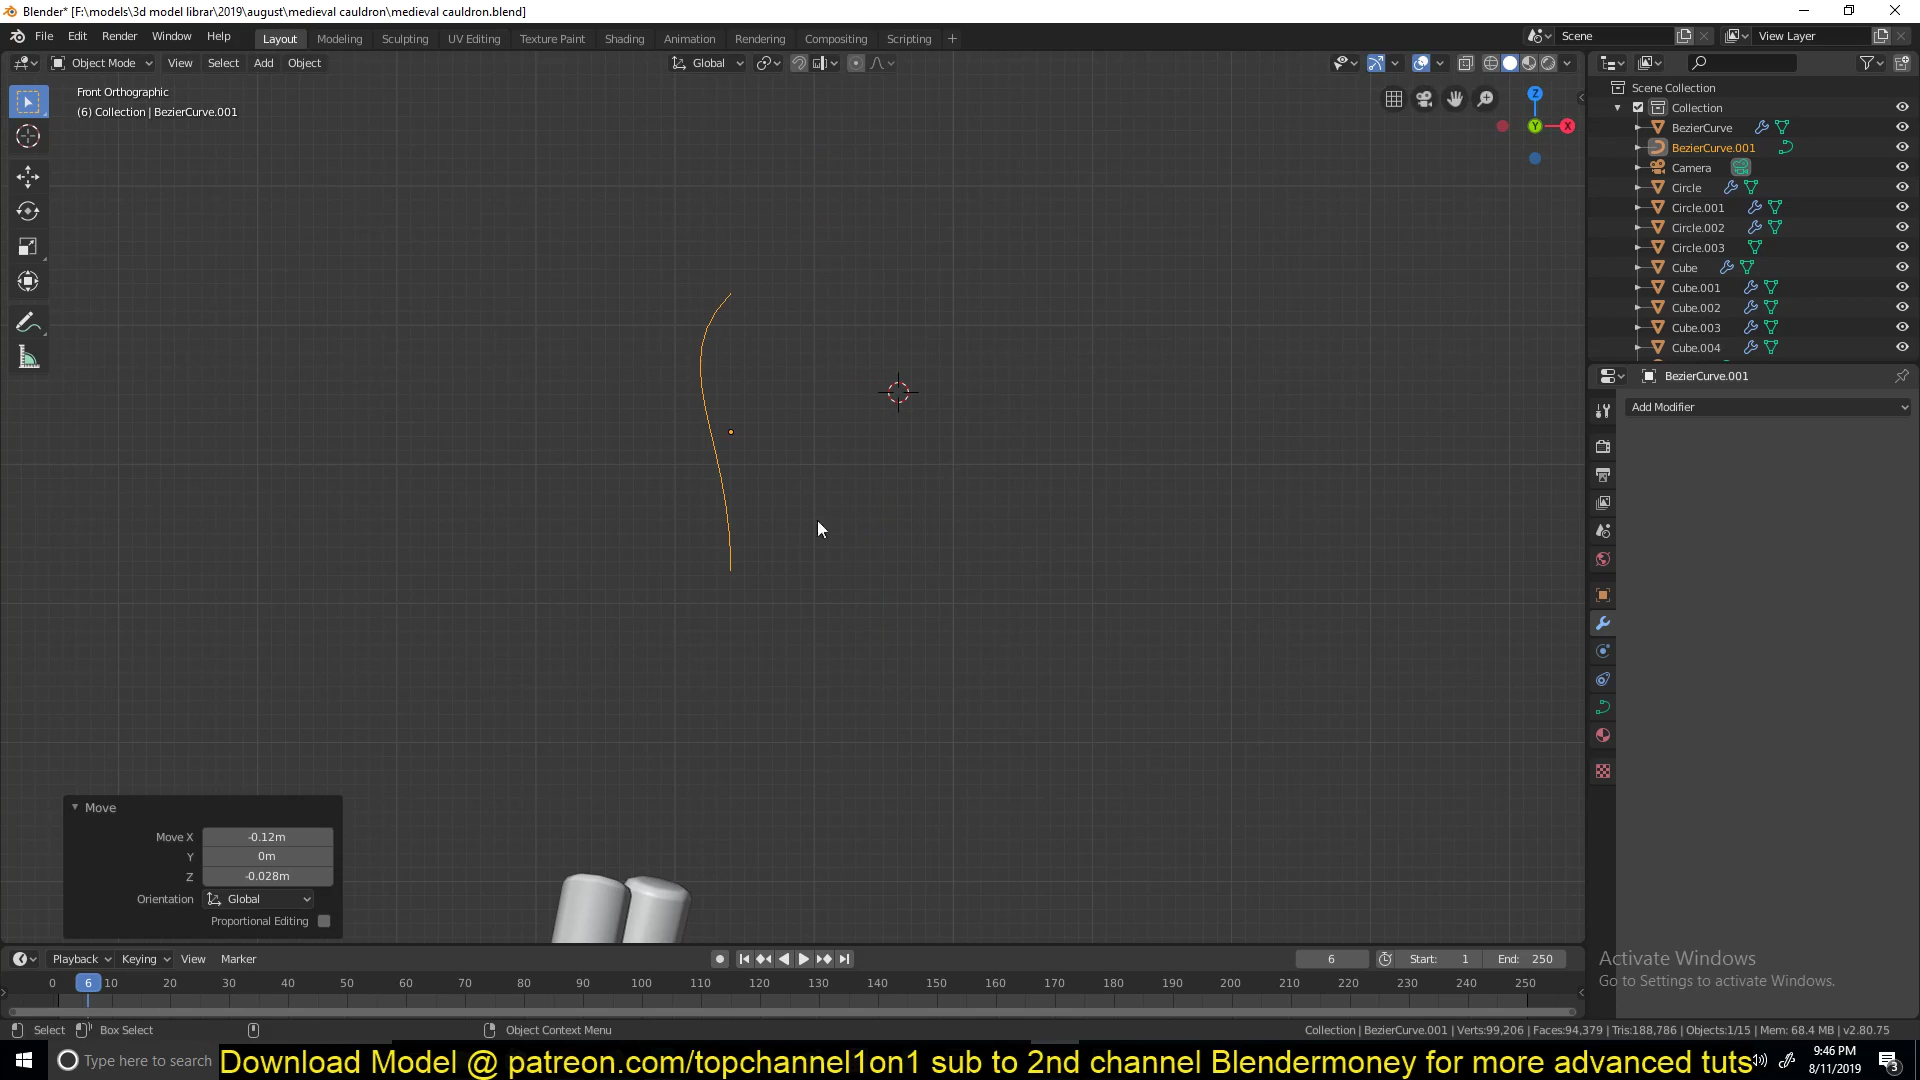 Blender* [F:\models\3d model librar\2019\august\medieval cauldron\medieval cauldron.blend]
File Edit Render Window Help Layout Modeling Sculpting UV Editing Texture Paint Shading Animation Rendering Compositing Scripting + Scene View Layer
Object Mode View Select Add Object Global
Front Orthographic
(6) Collection | BezierCurve.001
Z
Y
X
Scene Collection
Collection
BezierCurve
BezierCurve.001
Camera
Circle
Circle.001
Circle.002
Circle.003
Cube
Cube.001
Cube.002
Cube.003
Cube.004
BezierCurve.001
Add Modifier
Move
Move X -0.12m
Y 0m
Z -0.028m
Orientation Global
Proportional Editing
Playback Keying View Marker 6 Start: 1 End: 250
0 6 10 20 30 40 50 60 70 80 90 100 110 120 130 140 150 160 170 180 190 200 210 220 230 240 250
Activate Windows
Go to Settings to activate Windows.
Select Box Select Object Context Menu Collection | BezierCurve.001 | Verts:99,206 | Faces:94,379 | Tris:188,786 | Objects:1/15 | Mem: 68.4 MB | v2.80.75
Type here to search
Download Model @ patreon.com/topchannel1on1 sub to 2nd channel Blendermoney for more advanced tuts
9:46 PM
8/11/2019
3